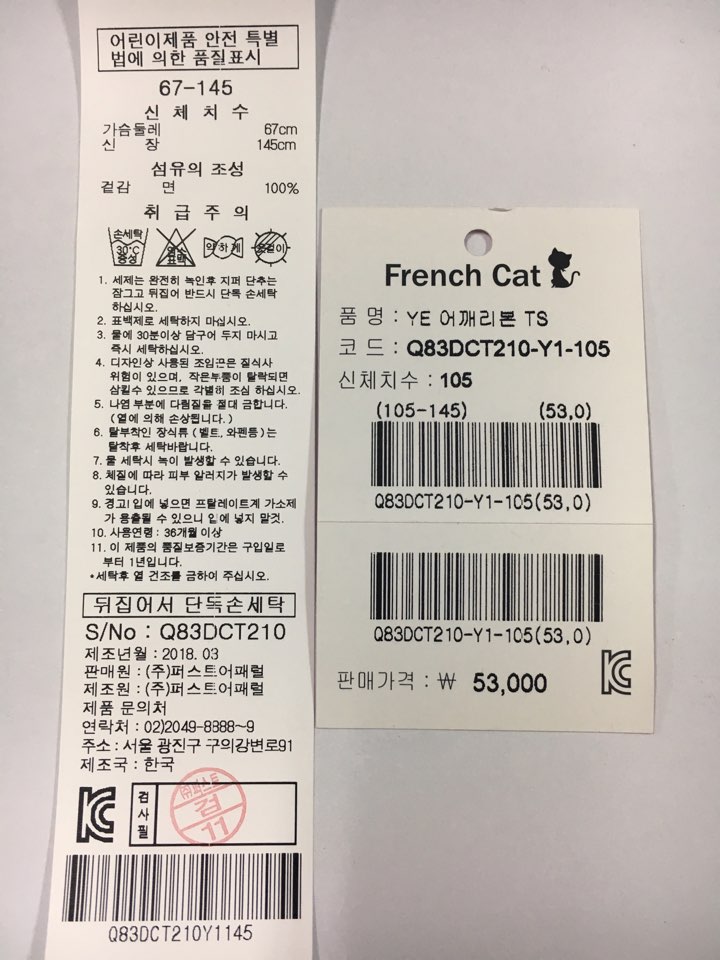 어린이제품 안전 특별
법에 의한 품질표시
67-145
신 체 치 수
가슴둘레 67cm
신 장 145cm
섬유의 조성
겉감 면 100%
취 급 주 의
손세탁
30℃
중성
염소
표백
약하게
옷걸이
1. 세제는 완전히 녹인후 지퍼 단추는
잠그고 뒤집어 반드시 단독 손세탁
하십시오.
2. 표백제로 세탁하지 마십시오.
3. 물에 30분이상 담구어 두지 마시고
즉시 세탁하십시오.
4. 디자인상 사용된 조임끈은 질식사
위험이 있으며, 작은부품이 탈락되면
삼킬수 있으므로 각별히 조심 하십시오.
5. 나염 부분에 다림질을 절대 금합니다.
(열에 의해 손상됩니다.)
6. 탈부착인 장식류 (벨트, 와펜등)는
탈착후 세탁바랍니다.
7. 물 세탁시 녹이 발생할 수 있습니다.
8. 체질에 따라 피부 알러지가 발생할 수
있습니다.
9. 경고! 입에 넣으면 프탈레이트계 가소제
가 용출될 수 있으니 입에 넣지 말것.
10. 사용연령: 36개월 이상
11. 이 제품의 품질보증기간은 구입일로
부터 1년입니다.
*세탁후 열 건조를 금하여 주십시오.
뒤집어서 단독손세탁
S/No : Q83DCT210
제조년월 : 2018. 03
판매원 : (주)퍼스트어패럴
제조원 : (주)퍼스트어패럴
제품 문의처
연락처 : 02)2049-8888~9
주소 : 서울 광진구 구의강변로91
제조국 : 한국
KC
검사필
(주)퍼스트
검
11
Q83DCT210Y1145
French Cat
품 명 : YE 어깨리본 TS
코 드 : Q83DCT210-Y1-105
신체치수 : 105
(105-145) (53,0)
Q83DCT210-Y1-105(53,0)
Q83DCT210-Y1-105(53,0)
판매가격 : ₩ 53,000
KC